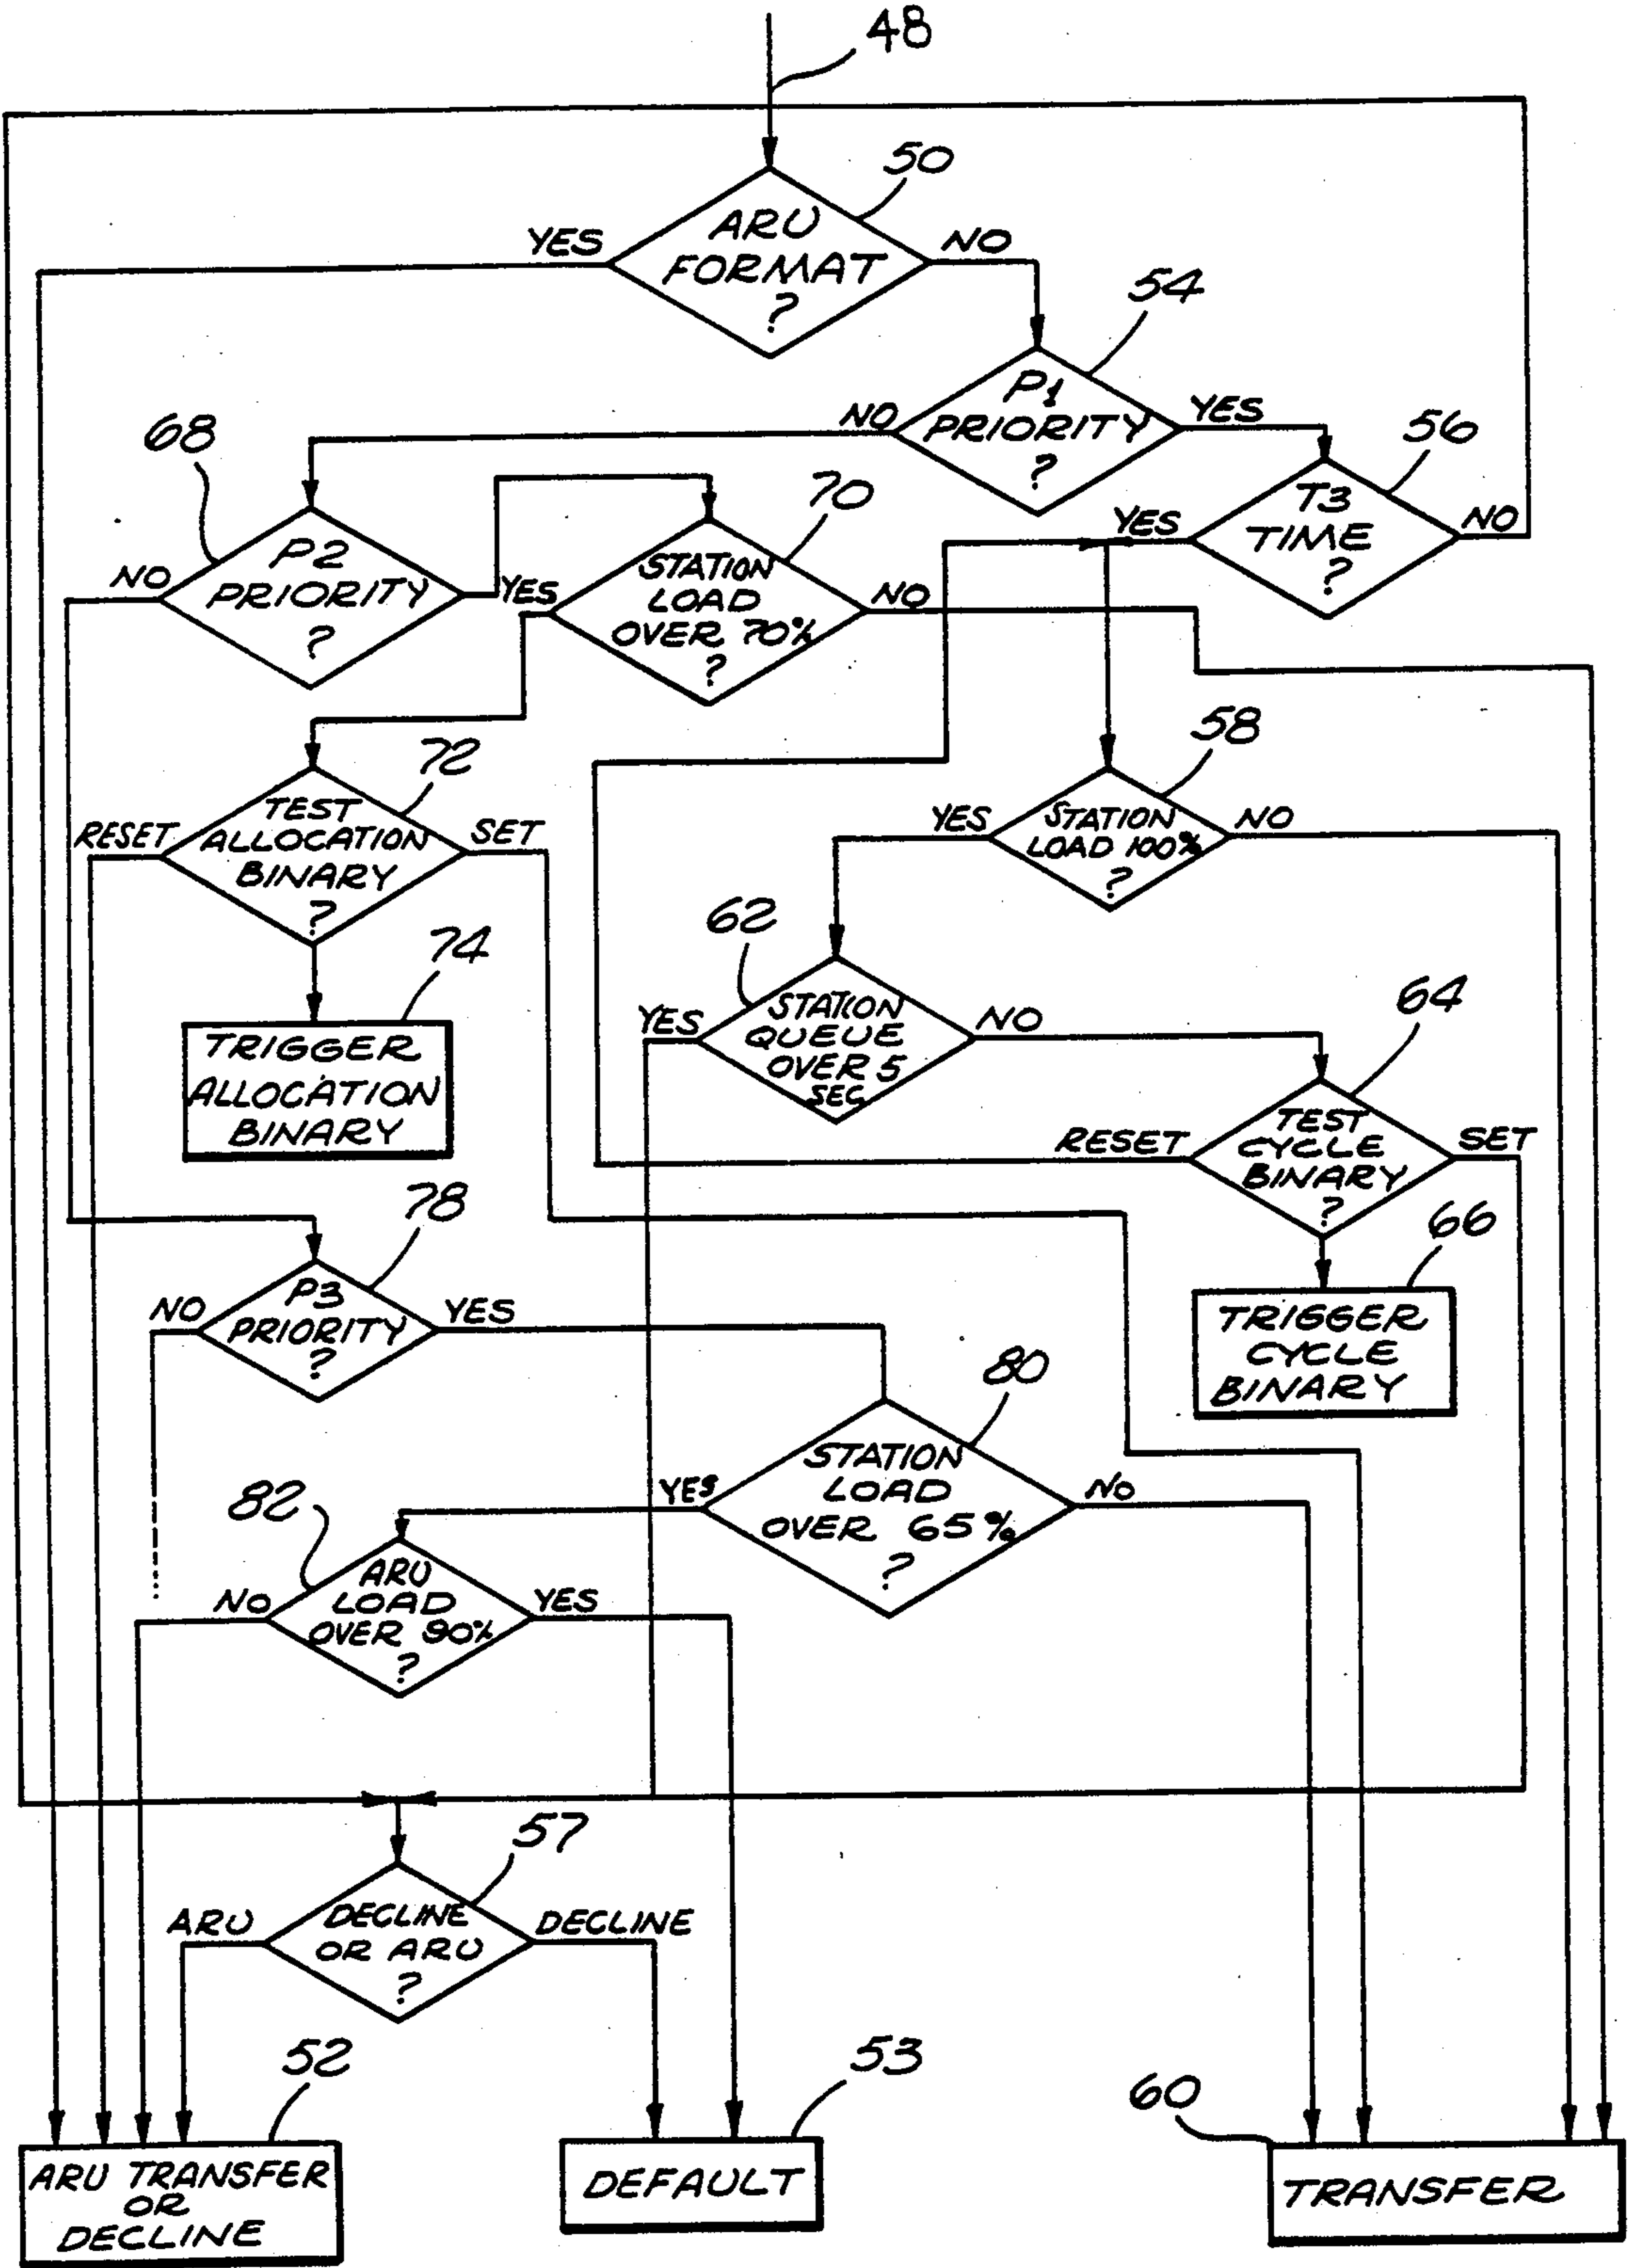 48
50
YES
ARU
FORMAT
?
NO
54
P1
PRIORITY
?
NO
YES
56
T3
TIME
?
YES
NO
68
P2
PRIORITY
?
NO
YES
70
STATION
LOAD
OVER 70%
?
NO
72
TEST
ALLOCATION
BINARY
?
RESET
SET
58
STATION
LOAD 100%
?
YES
NO
74
TRIGGER
ALLOCATION
BINARY
62
STATION
QUEUE
OVER 5
SEC
YES
NO
64
TEST
CYCLE
BINARY
?
RESET
SET
66
TRIGGER
CYCLE
BINARY
78
P3
PRIORITY
?
NO
YES
80
STATION
LOAD
OVER 65%
?
YES
NO
82
ARU
LOAD
OVER 90%
?
NO
YES
57
DECLINE
OR ARU
?
ARU
DECLINE
52
ARU TRANSFER
OR
DECLINE
53
DEFAULT
60
TRANSFER